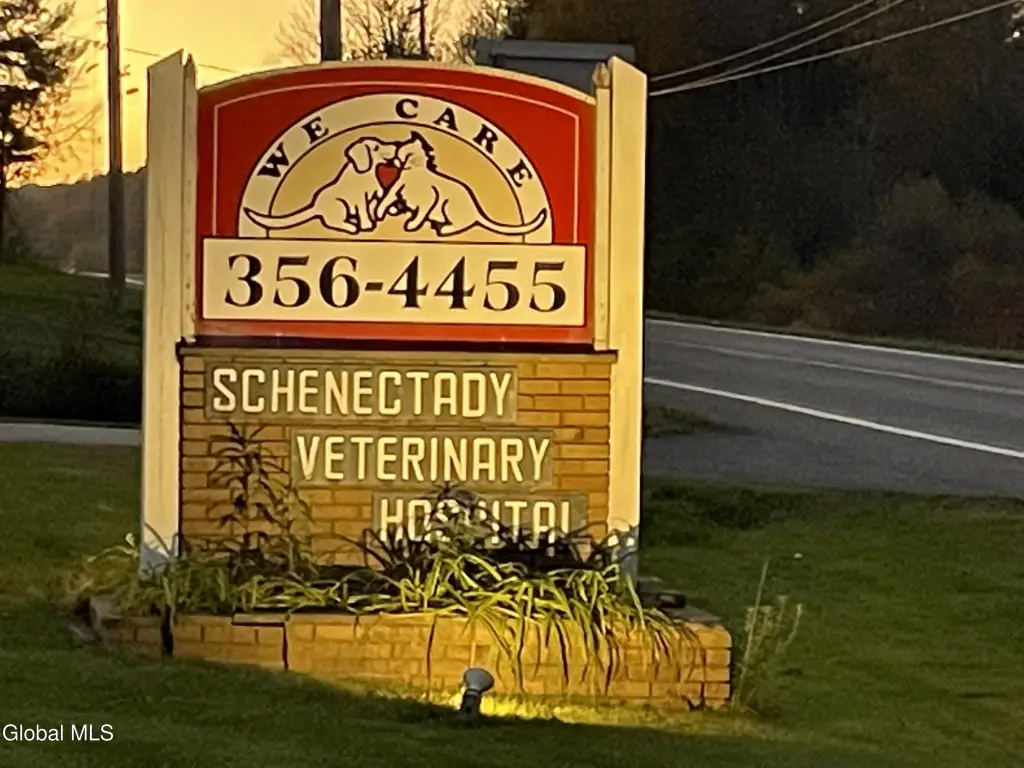 WE CARE
356-4455
SCHENECTADY
VETERINARY
HOSPITAL
Global MLS